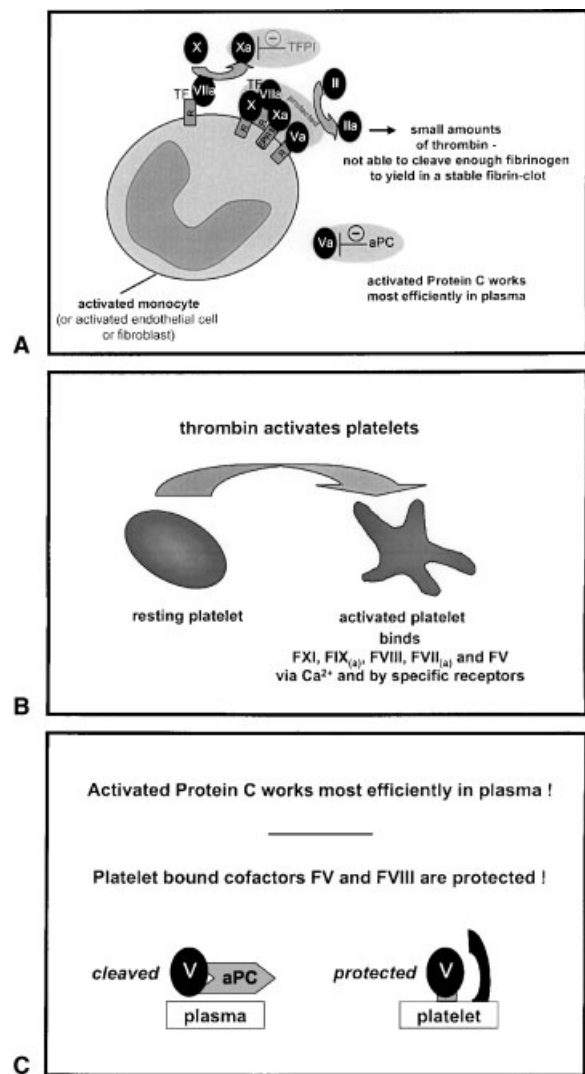 X
Xa
TFPI
TF
VIIa
R
TF
VIIa
X
Xa
Va
R
R
protected
II
IIa
small amounts
of thrombin -
not able to cleave enough fibrinogen
to yield in a stable fibrin-clot
Va
aPC
activated Protein C works
most efficiently in plasma
activated monocyte
(or activated endothelial cell
or fibroblast)
A
thrombin activates platelets
resting platelet
activated platelet
binds
FXI, FIX(a), FVIII, FVII(a) and FV
via Ca²⁺ and by specific receptors
B
Activated Protein C works most efficiently in plasma !
Platelet bound cofactors FV and FVIII are protected !
cleaved
V
aPC
plasma
protected
V
platelet
C